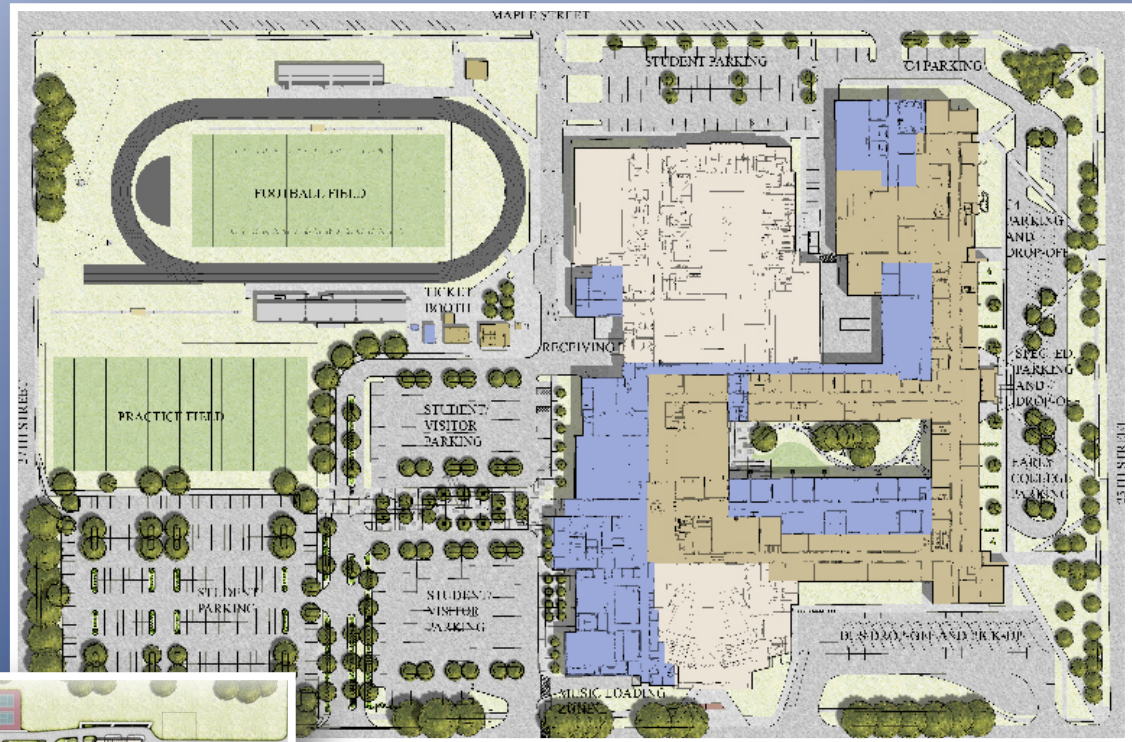 MAPLE STREET
STUDENT PARKING
C4 PARKING
FOOTBALL FIELD
C4
PARKING
AND
DROP-OFF
TICKET
BOOTH
RECEIVING
SPEC. ED.
PARKING
AND
DROP-OFF
PRACTICE FIELD
STUDENT/
VISITOR
PARKING
27TH STREET
25TH STREET
EARLY
COLLEGE
PARKING
STUDENT
PARKING
STUDENT/
VISITOR
PARKING
BUS DROP-OFF AND PICK-UP
MUSIC LOADING
ZONE